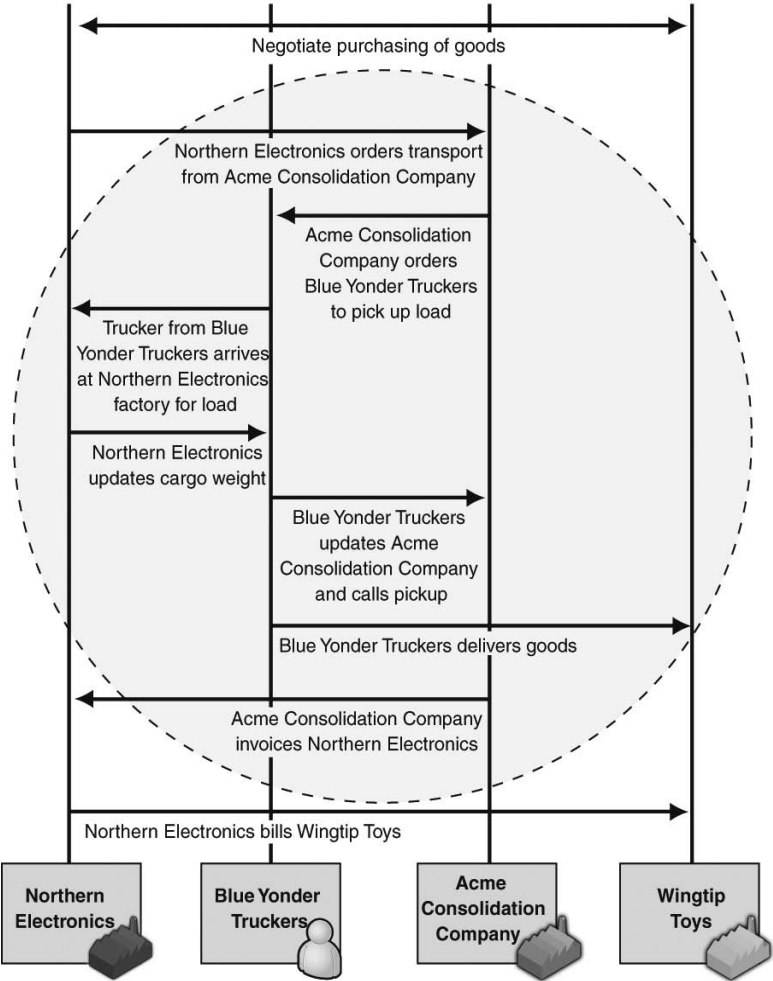 Negotiate purchasing of goods
Northern Electronics orders transport
from Acme Consolidation Company
Acme Consolidation
Company orders
Blue Yonder Truckers
to pick up load
Trucker from Blue
Yonder Truckers arrives
at Northern Electronics
factory for load
Northern Electronics
updates cargo weight
Blue Yonder Truckers
updates Acme
Consolidation Company
and calls pickup
Blue Yonder Truckers delivers goods
Acme Consolidation Company
invoices Northern Electronics
Northern Electronics bills Wingtip Toys
Northern
Electronics
Blue Yonder
Truckers
Acme
Consolidation
Company
Wingtip
Toys